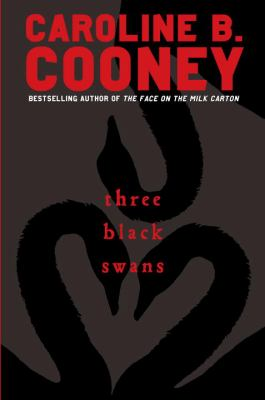 CAROLINE B.
COONEY
BESTSELLING AUTHOR OF THE FACE ON THE MILK CARTON
three
black
swans